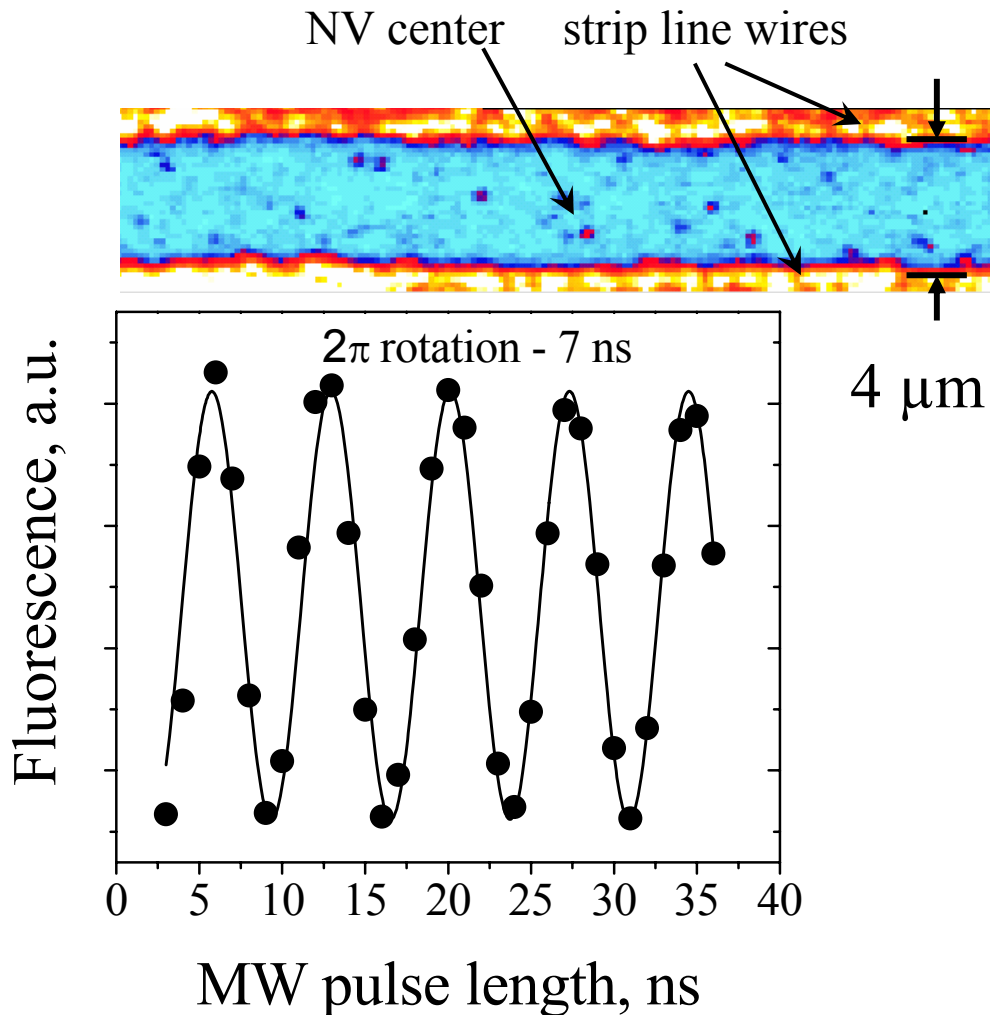 NV center strip line wires
4 μm
2π rotation - 7 ns
Fluorescence, a.u.
0 5 10 15 20 25 30 35 40
MW pulse length, ns